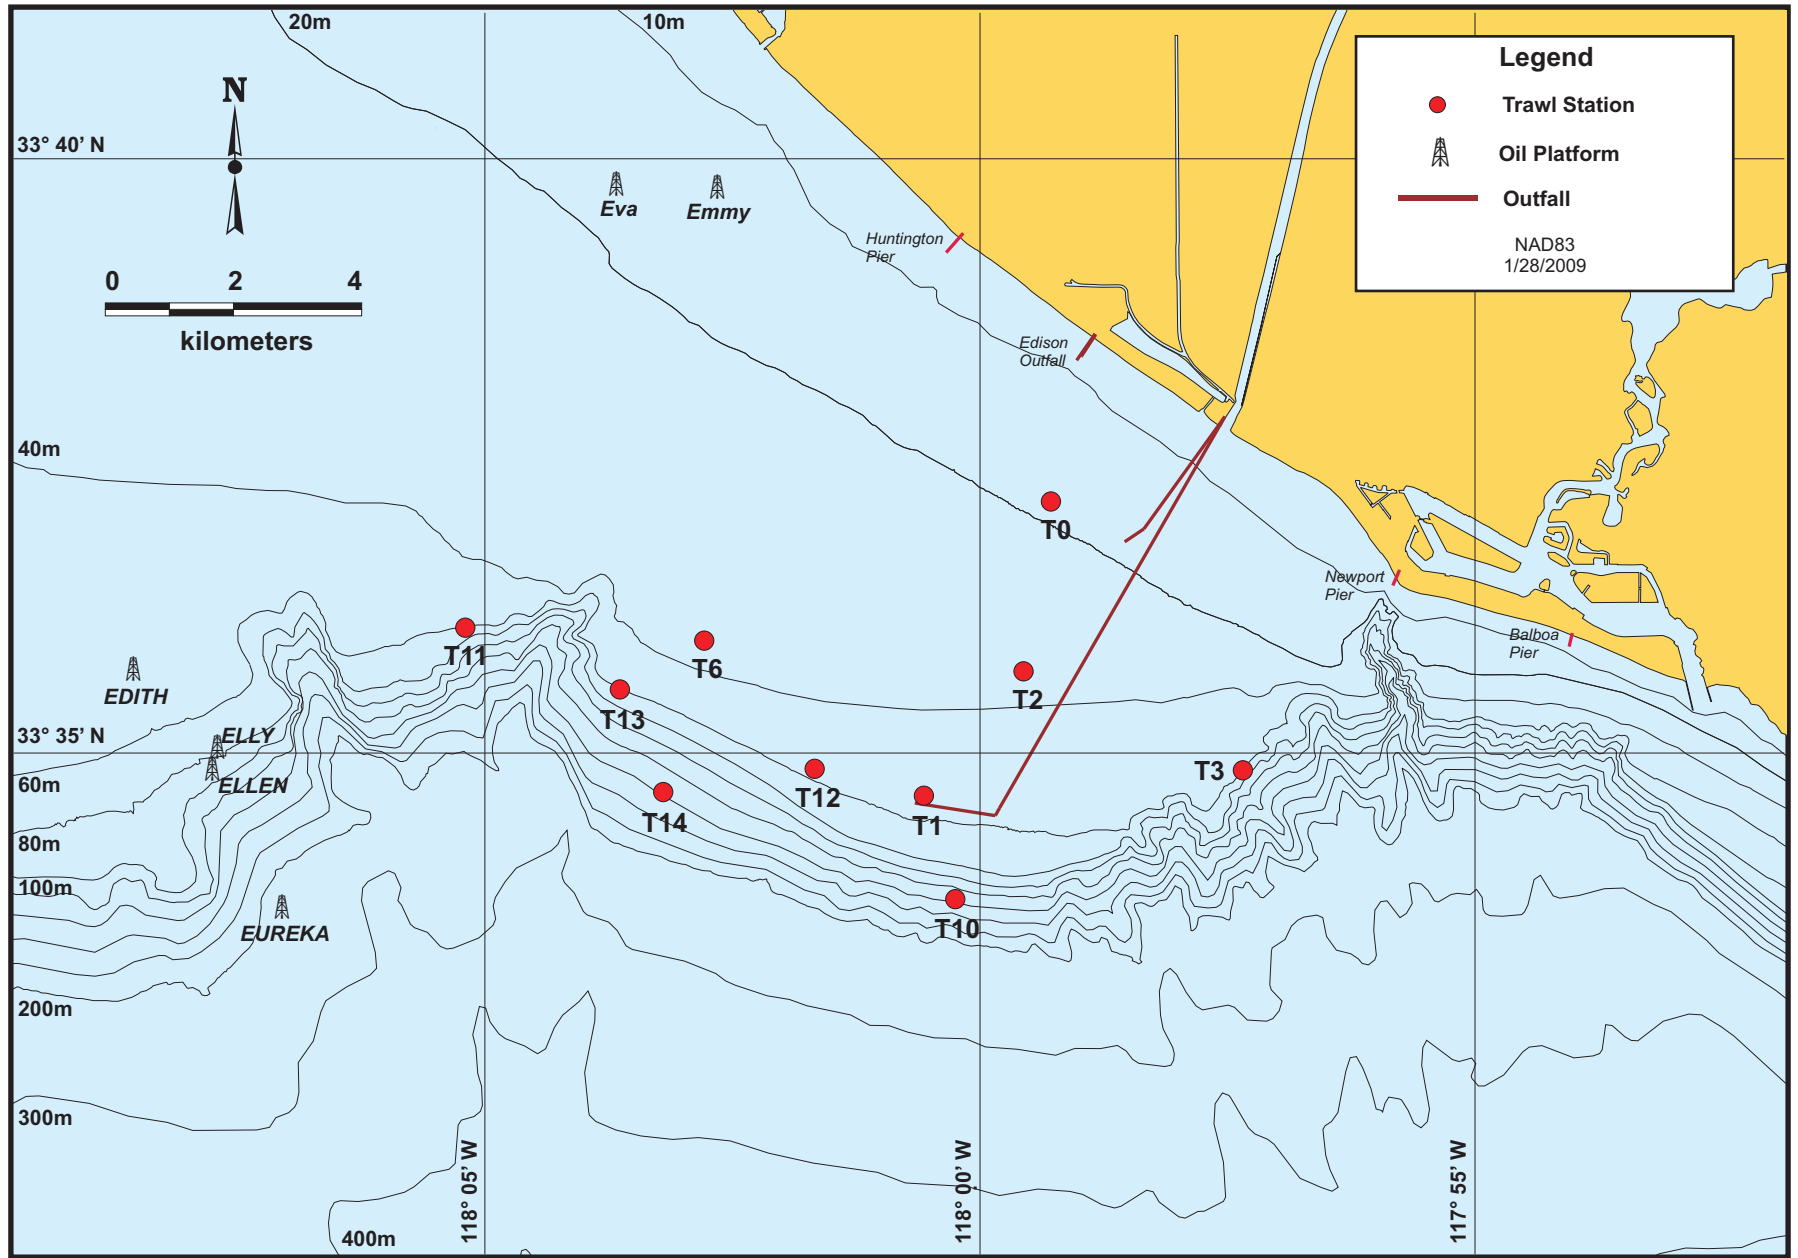 20m
10m
Legend
Trawl Station
Oil Platform
Outfall
NAD83
1/28/2009
N
33° 40’ N
Eva
Emmy
Huntington
Pier
0 2 4
kilometers
Edison
Outfall
40m
T0
Newport
Pier
Balboa
Pier
T11
T6
T2
EDITH
T13
33° 35’ N
ELLY
ELLEN
60m
T3
T12
T14
T1
80m
100m
EUREKA
T10
200m
300m
118° 05’ W
118° 00’ W
117° 55’ W
400m